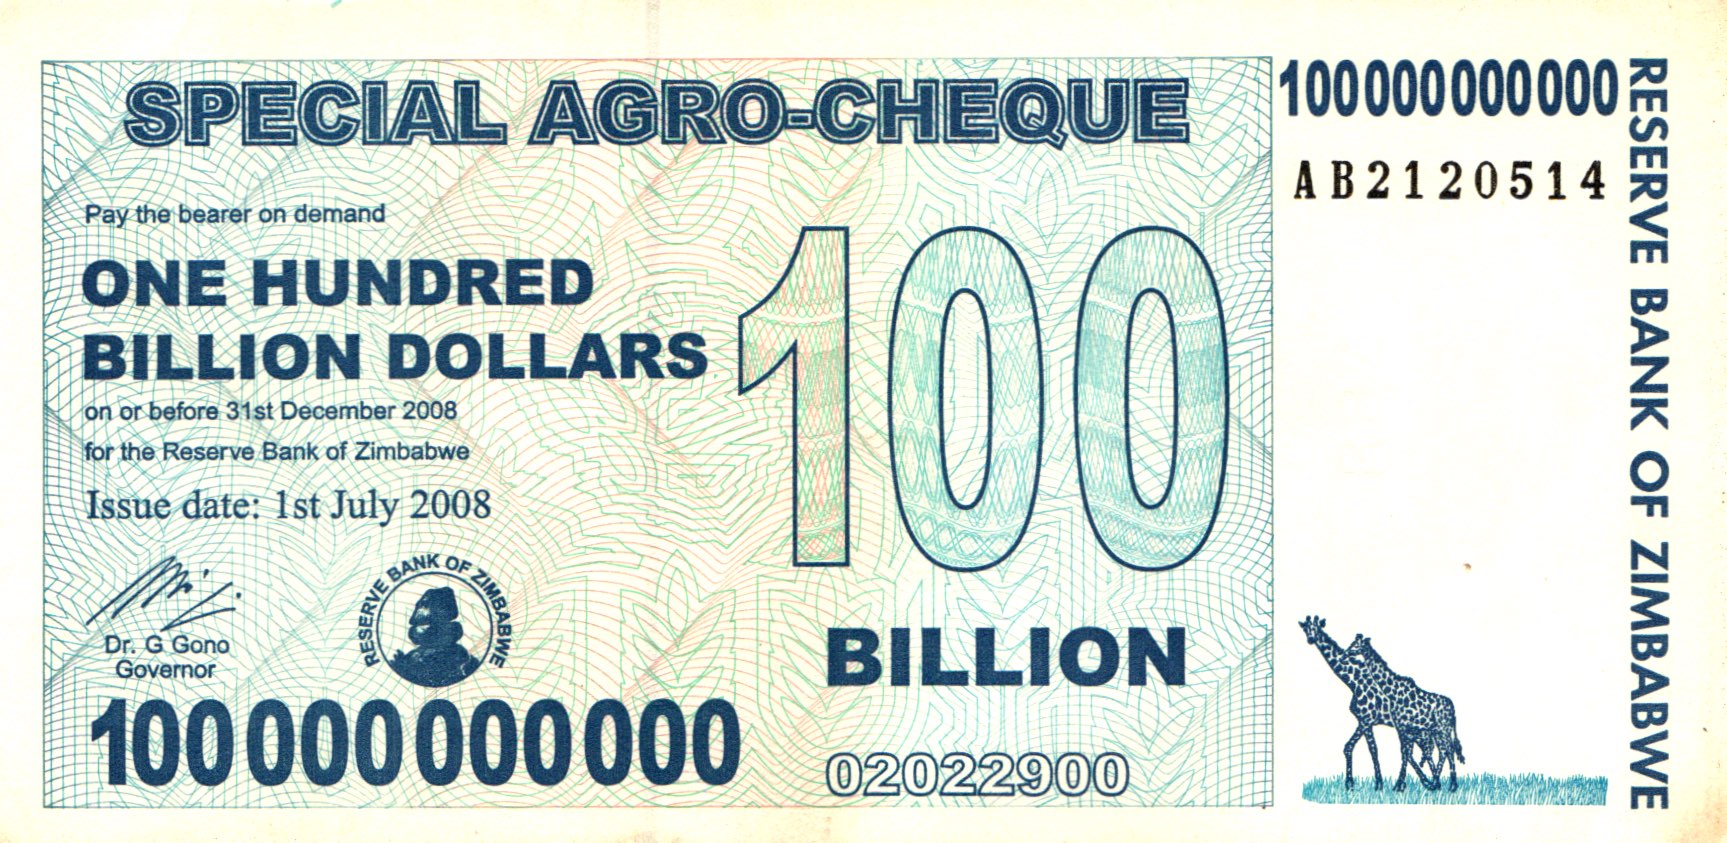 SPECIAL AGRO-CHEQUE
Pay the bearer on demand
ONE HUNDRED
BILLION DOLLARS
on or before 31st December 2008
for the Reserve Bank of Zimbabwe
Issue date: 1st July 2008
Dr. G Gono
Governor
RESERVE BANK OF ZIMBABWE
100 000 000 000
100
BILLION
02022900
100 000 000 000
AB2120514
RESERVE BANK OF ZIMBABWE